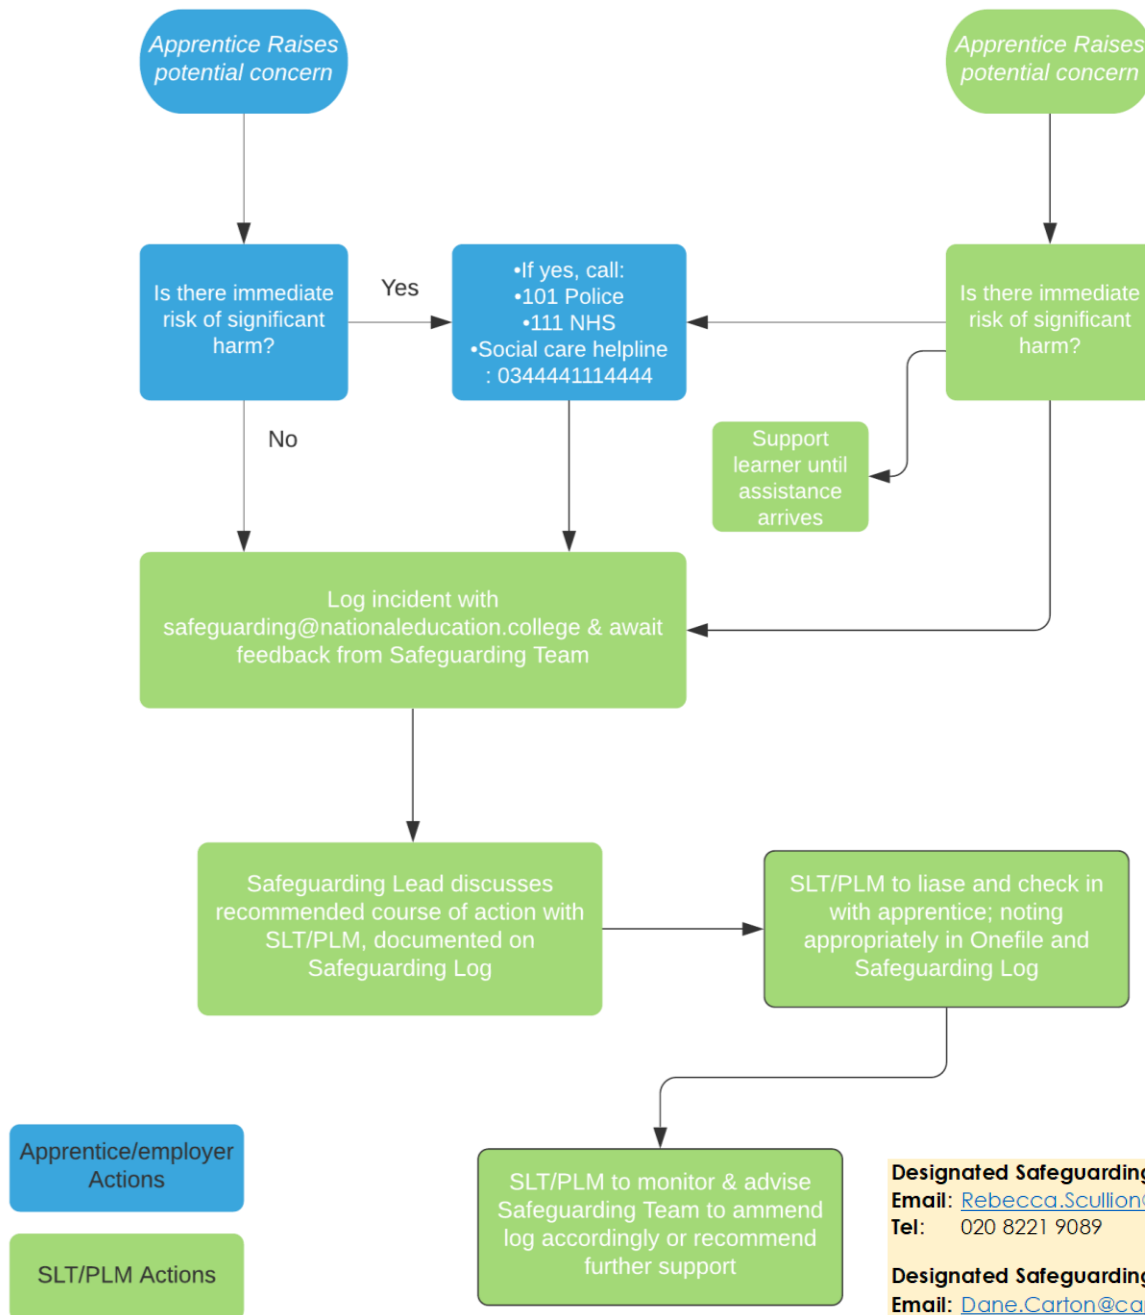 Apprentice Raises
potential concern
Apprentice Raises
potential concern
Is there immediate
risk of significant
harm?
Yes
•If yes, call:
•101 Police
•111 NHS
•Social care helpline
: 0344441114444
Is there immediate
risk of significant
harm?
No
Support
learner until
assistance
arrives
Log incident with
safeguarding@nationaleducation.college & await
feedback from Safeguarding Team
Safeguarding Lead discusses
recommended course of action with
SLT/PLM, documented on
Safeguarding Log
SLT/PLM to liase and check in
with apprentice; noting
appropriately in Onefile and
Safeguarding Log
Apprentice/employer
Actions
SLT/PLM Actions
SLT/PLM to monitor & advise
Safeguarding Team to ammend
log accordingly or recommend
further support
Designated Safeguarding
Email: Rebecca.Scullion@
Tel: 020 8221 9089
Designated Safeguarding
Email: Dane.Carton@ca